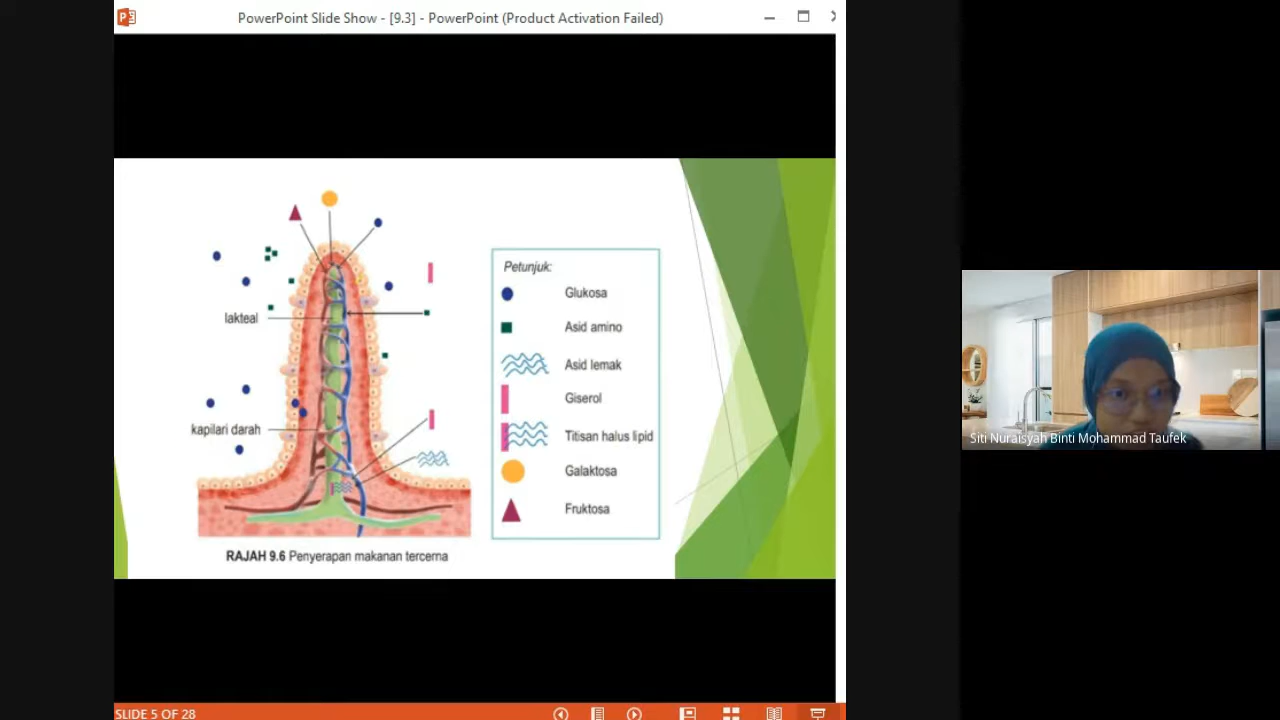 PowerPoint Slide Show - [9.3] - PowerPoint (Product Activation Failed)
lakteal
kapilari darah
Petunjuk:
Glukosa
Asid amino
Asid lemak
Giserol
Titisan halus lipid
Galaktosa
Fruktosa
RAJAH 9.6 Penyerapan makanan tercerna
Siti Nuraisyah Binti Mohammad Taufek
SLIDE 5 OF 28